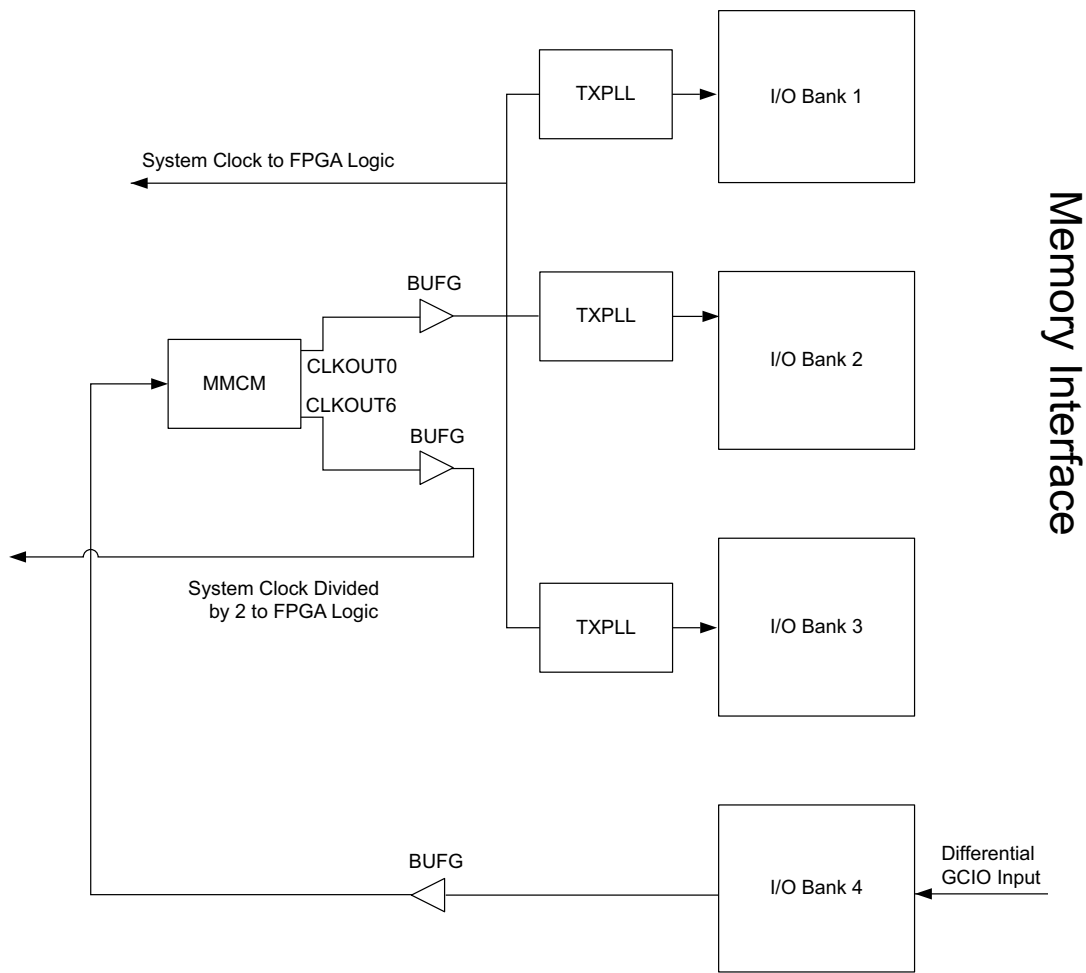 TXPLL
I/O Bank 1
System Clock to FPGA Logic
Memory Interface
BUFG
TXPLL
I/O Bank 2
CLKOUT0
MMCM
CLKOUT6
BUFG
System Clock Divided
by 2 to FPGA Logic
TXPLL
I/O Bank 3
BUFG
I/O Bank 4
Differential
GCIO Input